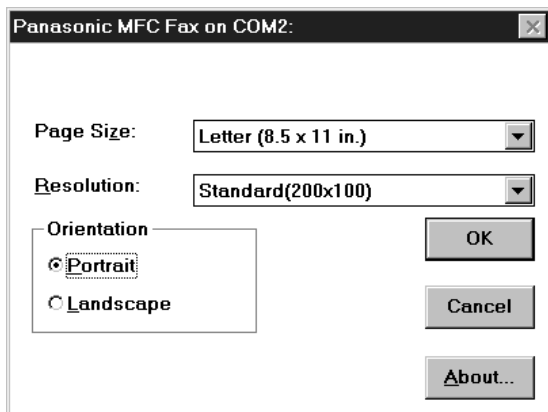 Panasonic MFC Fax on COM2:
Page Size: Letter (8.5 x 11 in.)
Resolution: Standard(200x100)
Orientation
Portrait
Landscape
OK
Cancel
About...